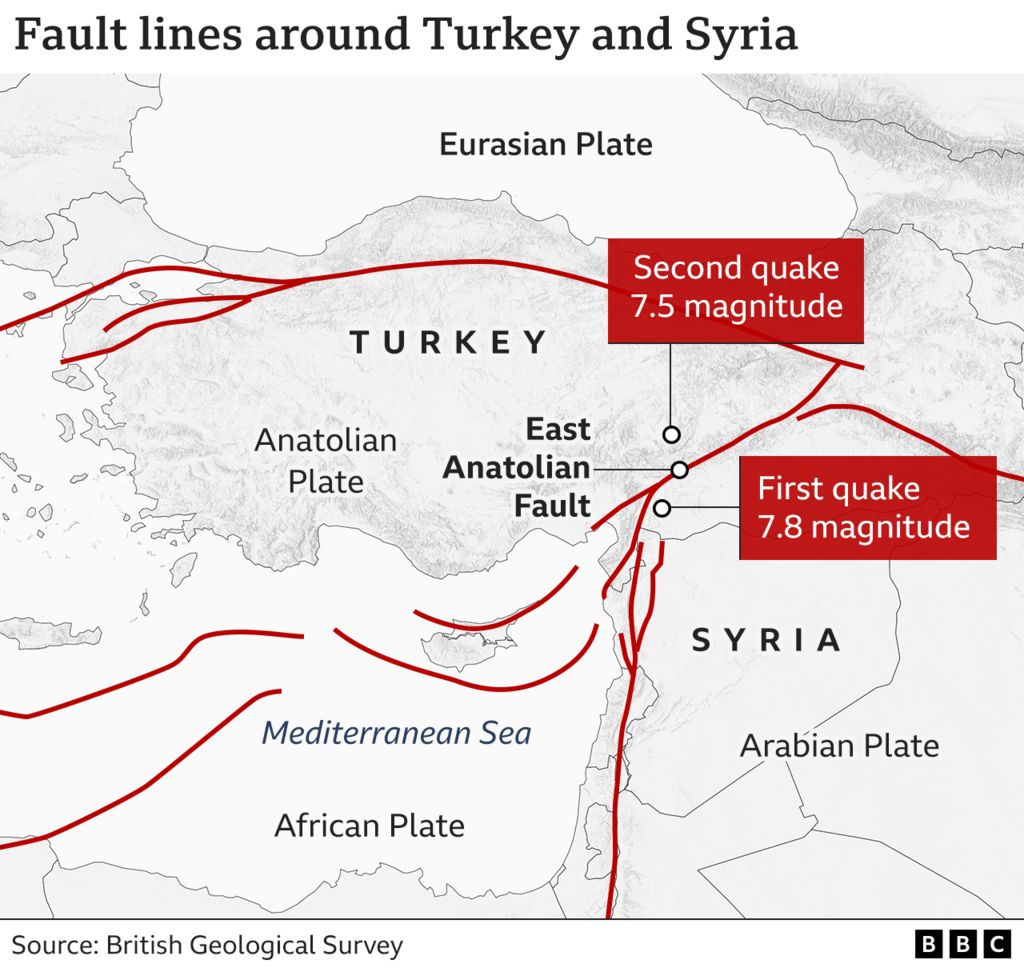 Fault lines around Turkey and Syria
Eurasian Plate
Second quake
7.5 magnitude
TURKEY
East
Anatolian
Fault
Anatolian
Plate
First quake
7.8 magnitude
SYRIA
Mediterranean Sea
Arabian Plate
African Plate
Source: British Geological Survey
BBC